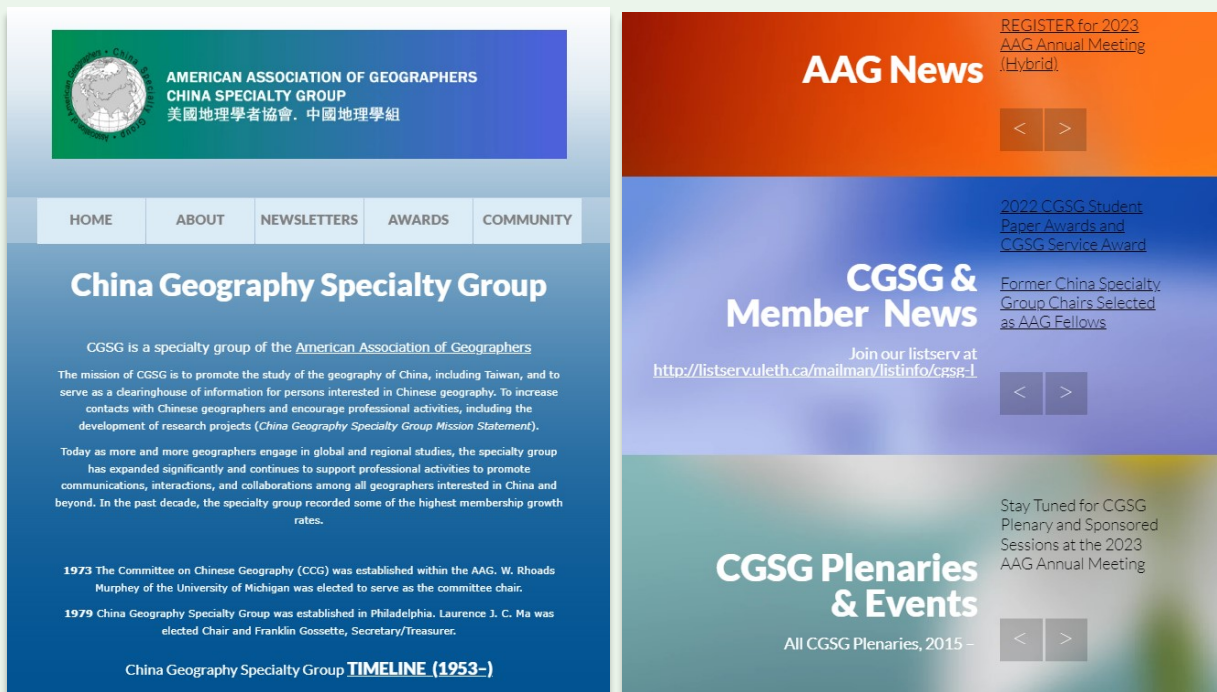 American Geographers • China Specialty Group
AMERICAN ASSOCIATION OF GEOGRAPHERS
CHINA SPECIALTY GROUP
美國地理學者協會. 中國地理學組
HOME
ABOUT
NEWSLETTERS
AWARDS
COMMUNITY
China Geography Specialty Group
CGSG is a specialty group of the American Association of Geographers
The mission of CGSG is to promote the study of the geography of China, including Taiwan, and to
serve as a clearinghouse of information for persons interested in Chinese geography. To increase
contacts with Chinese geographers and encourage professional activities, including the
development of research projects (China Geography Specialty Group Mission Statement).
Today as more and more geographers engage in global and regional studies, the specialty group
has expanded significantly and continues to support professional activities to promote
communications, interactions, and collaborations among all geographers interested in China and
beyond. In the past decade, the specialty group recorded some of the highest membership growth
rates.
1973 The Committee on Chinese Geography (CCG) was established within the AAG. W. Rhoads
Murphey of the University of Michigan was elected to serve as the committee chair.
1979 China Geography Specialty Group was established in Philadelphia. Laurence J. C. Ma was
elected Chair and Franklin Gossette, Secretary/Treasurer.
China Geography Specialty Group TIMELINE (1953–)
AAG News
REGISTER for 2023
AAG Annual Meeting
(Hybrid)
< >
CGSG &
Member News
Join our listserv at
http://listserv.uleth.ca/mailman/listinfo/cgsg-l
2022 CGSG Student
Paper Awards and
CGSG Service Award
Former China Specialty
Group Chairs Selected
as AAG Fellows
< >
CGSG Plenaries
& Events
All CGSG Plenaries, 2015 –
Stay Tuned for CGSG
Plenary and Sponsored
Sessions at the 2023
AAG Annual Meeting
< >